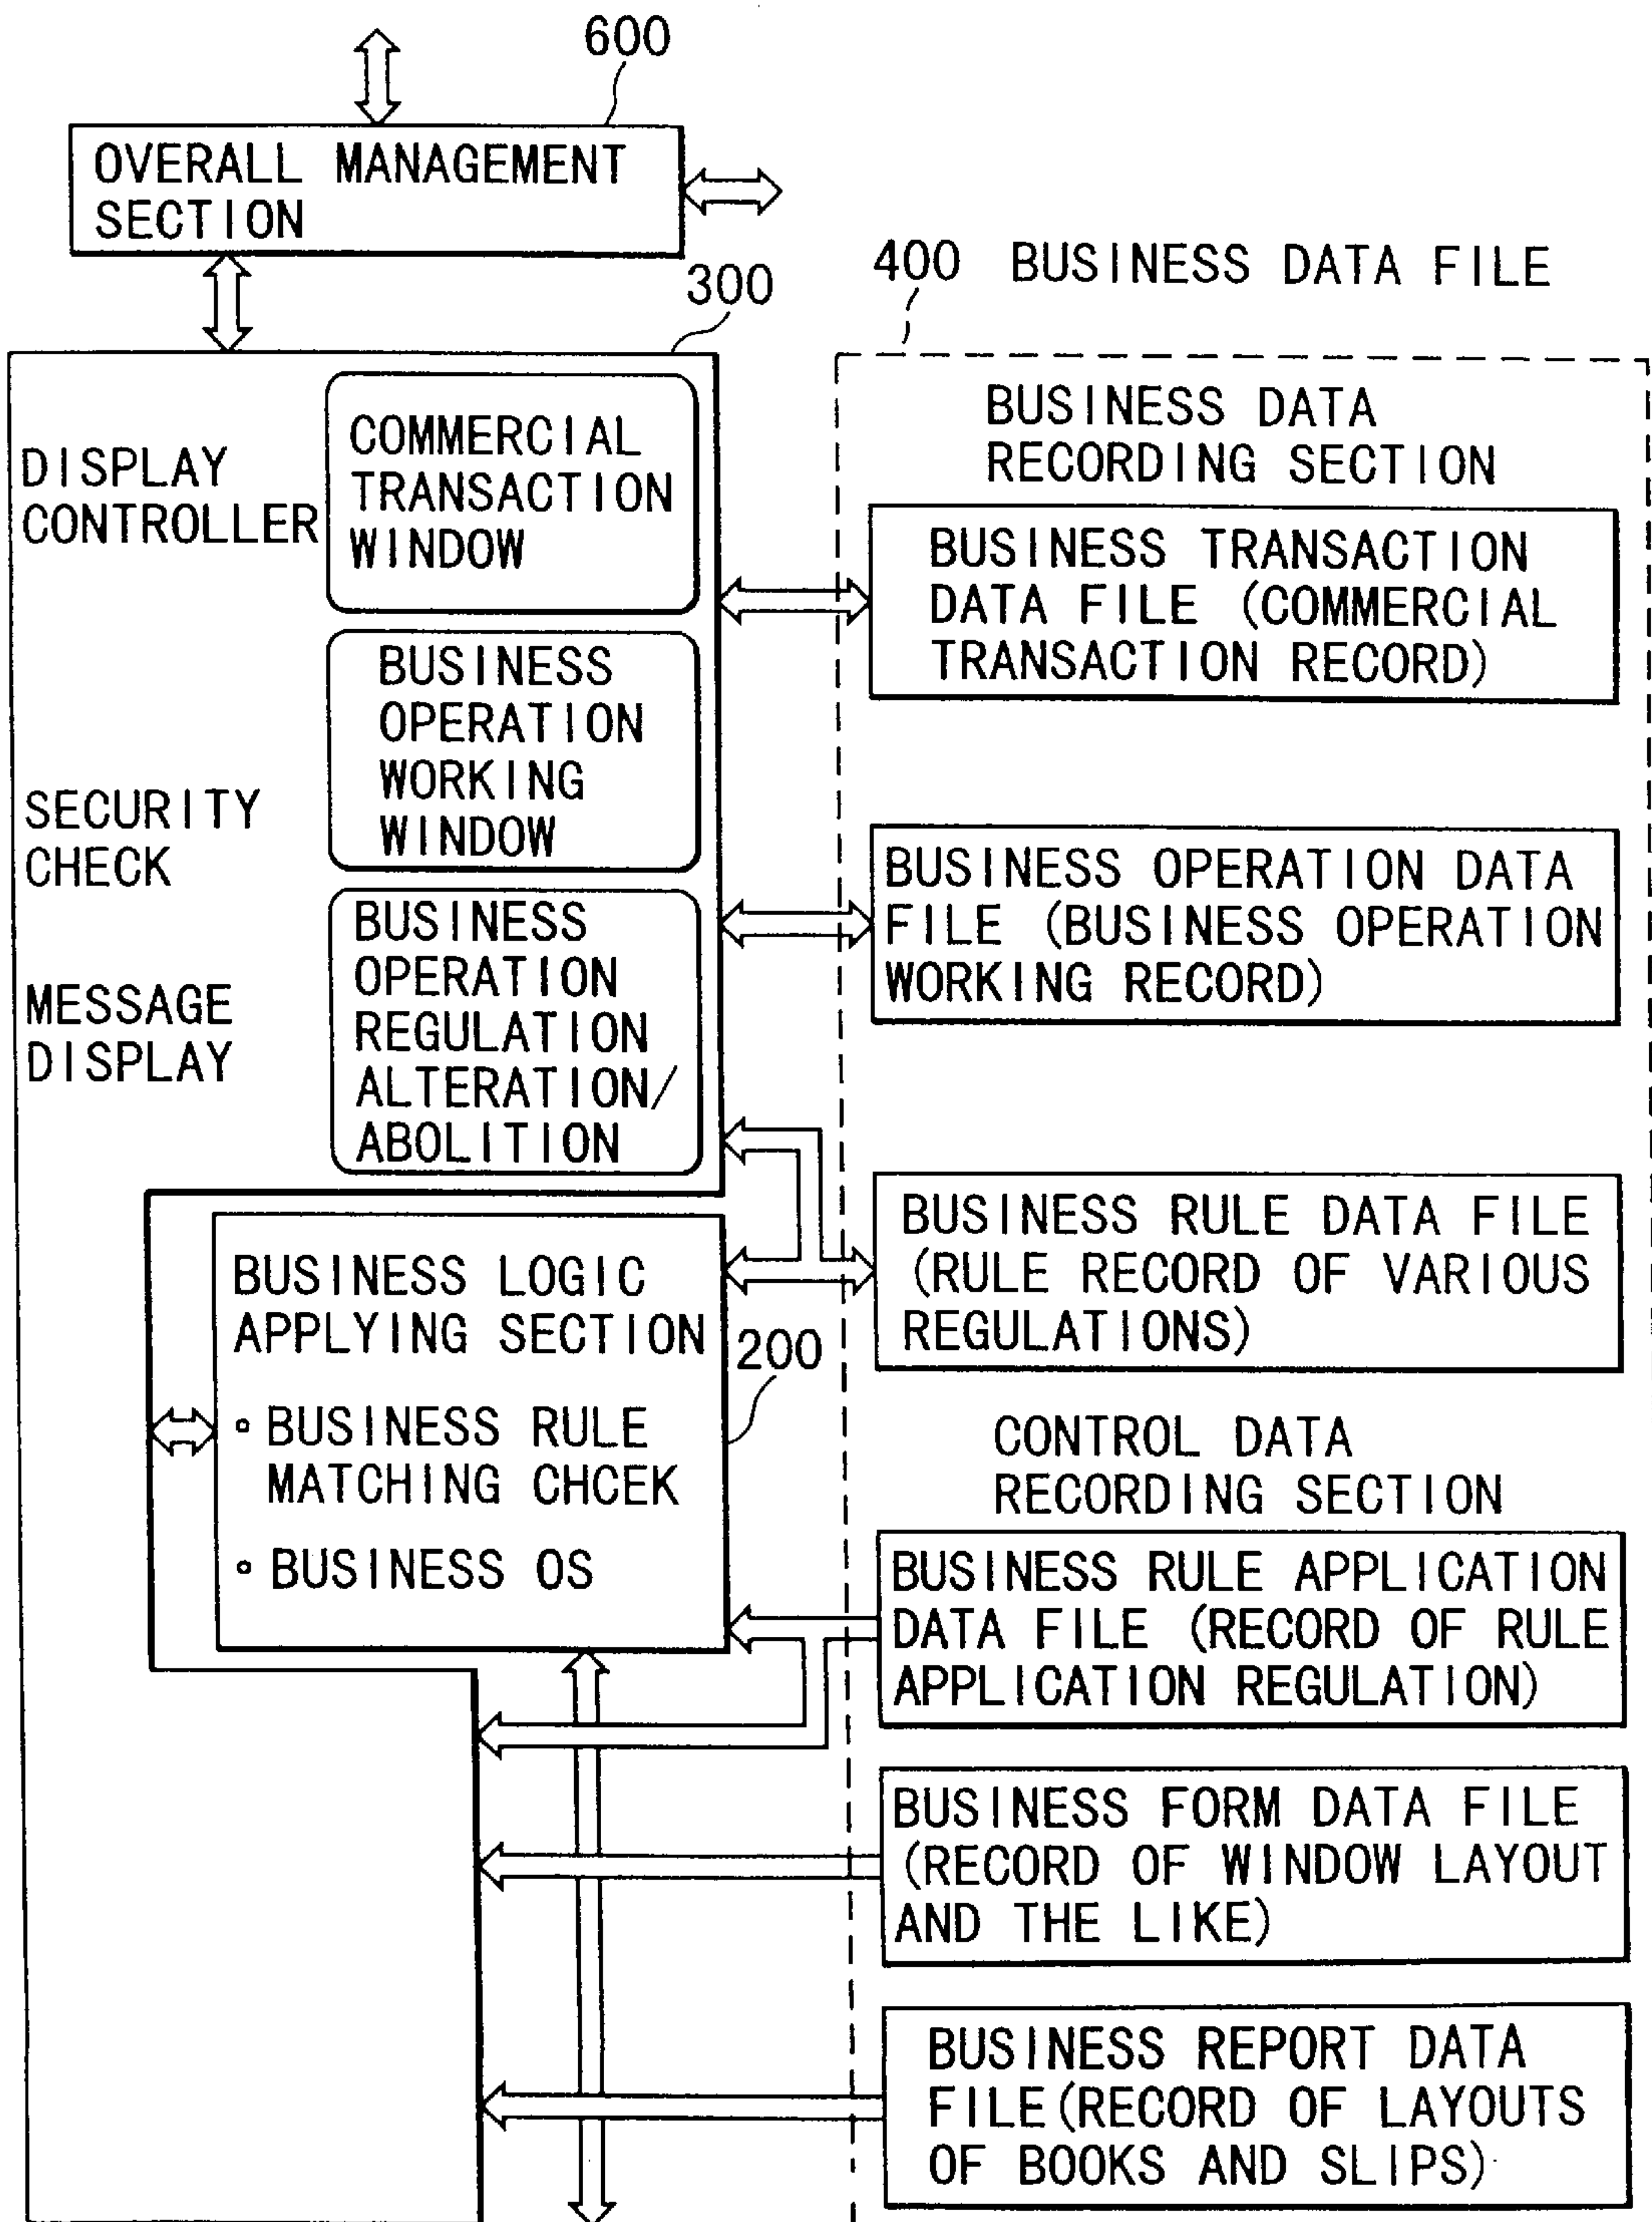 600
OVERALL MANAGEMENT
SECTION
300
400 BUSINESS DATA FILE
DISPLAY
CONTROLLER
COMMERCIAL
TRANSACTION
WINDOW
BUSINESS
OPERATION
WORKING
WINDOW
SECURITY
CHECK
BUSINESS
OPERATION
REGULATION
ALTERATION/
ABOLITION
MESSAGE
DISPLAY
BUSINESS LOGIC
APPLYING SECTION
200
• BUSINESS RULE
MATCHING CHCEK
• BUSINESS OS
BUSINESS DATA
RECORDING SECTION
BUSINESS TRANSACTION
DATA FILE (COMMERCIAL
TRANSACTION RECORD)
BUSINESS OPERATION DATA
FILE (BUSINESS OPERATION
WORKING RECORD)
BUSINESS RULE DATA FILE
(RULE RECORD OF VARIOUS
REGULATIONS)
CONTROL DATA
RECORDING SECTION
BUSINESS RULE APPLICATION
DATA FILE (RECORD OF RULE
APPLICATION REGULATION)
BUSINESS FORM DATA FILE
(RECORD OF WINDOW LAYOUT
AND THE LIKE)
BUSINESS REPORT DATA
FILE(RECORD OF LAYOUTS
OF BOOKS AND SLIPS)